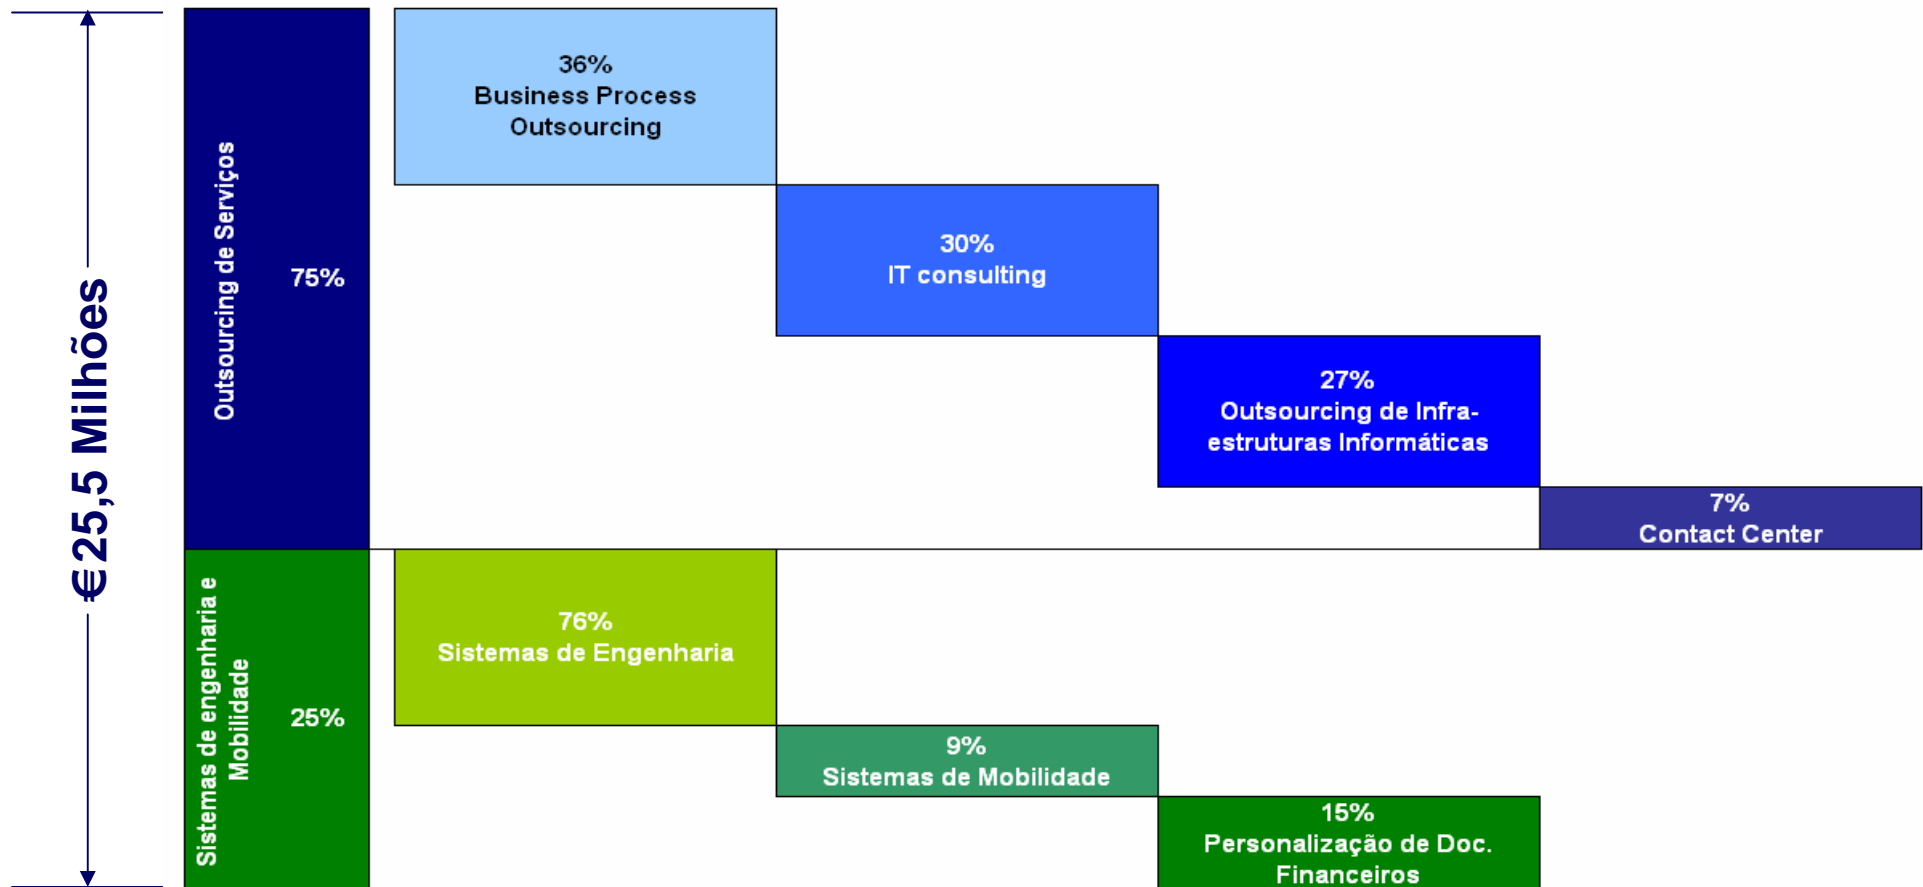 €25,5 Milhões
Outsourcing de Serviços
75%
36%
Business Process
Outsourcing
30%
IT consulting
27%
Outsourcing de Infra-
estruturas Informáticas
7%
Contact Center
Sistemas de engenharia e
Mobilidade
25%
76%
Sistemas de Engenharia
9%
Sistemas de Mobilidade
15%
Personalização de Doc.
Financeiros